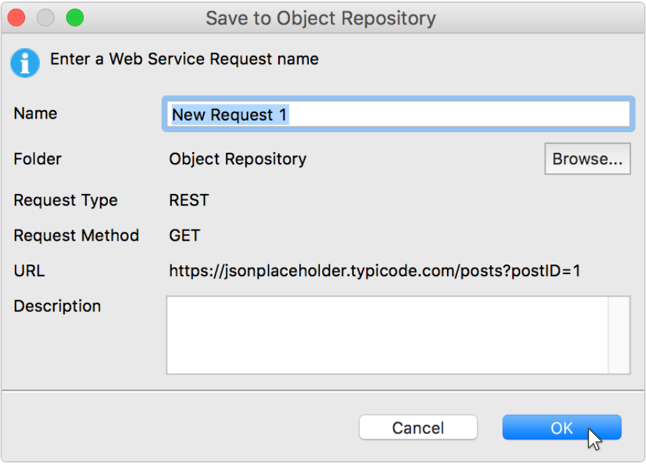 Save to Object Repository
Enter a Web Service Request name
Name New Request 1
Folder Object Repository Browse...
Request Type REST
Request Method GET
URL https://jsonplaceholder.typicode.com/posts?postID=1
Description
Cancel OK